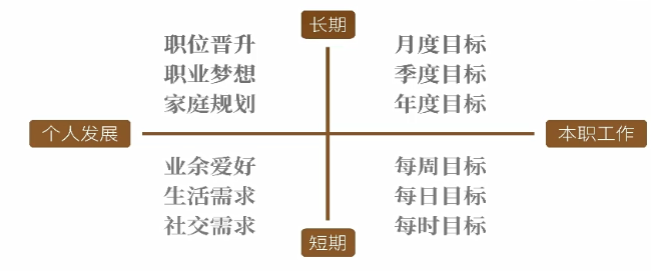 长期
职位晋升
职业梦想
家庭规划
月度目标
季度目标
年度目标
个人发展
本职工作
业余爱好
生活需求
社交需求
每周目标
每日目标
每时目标
短期